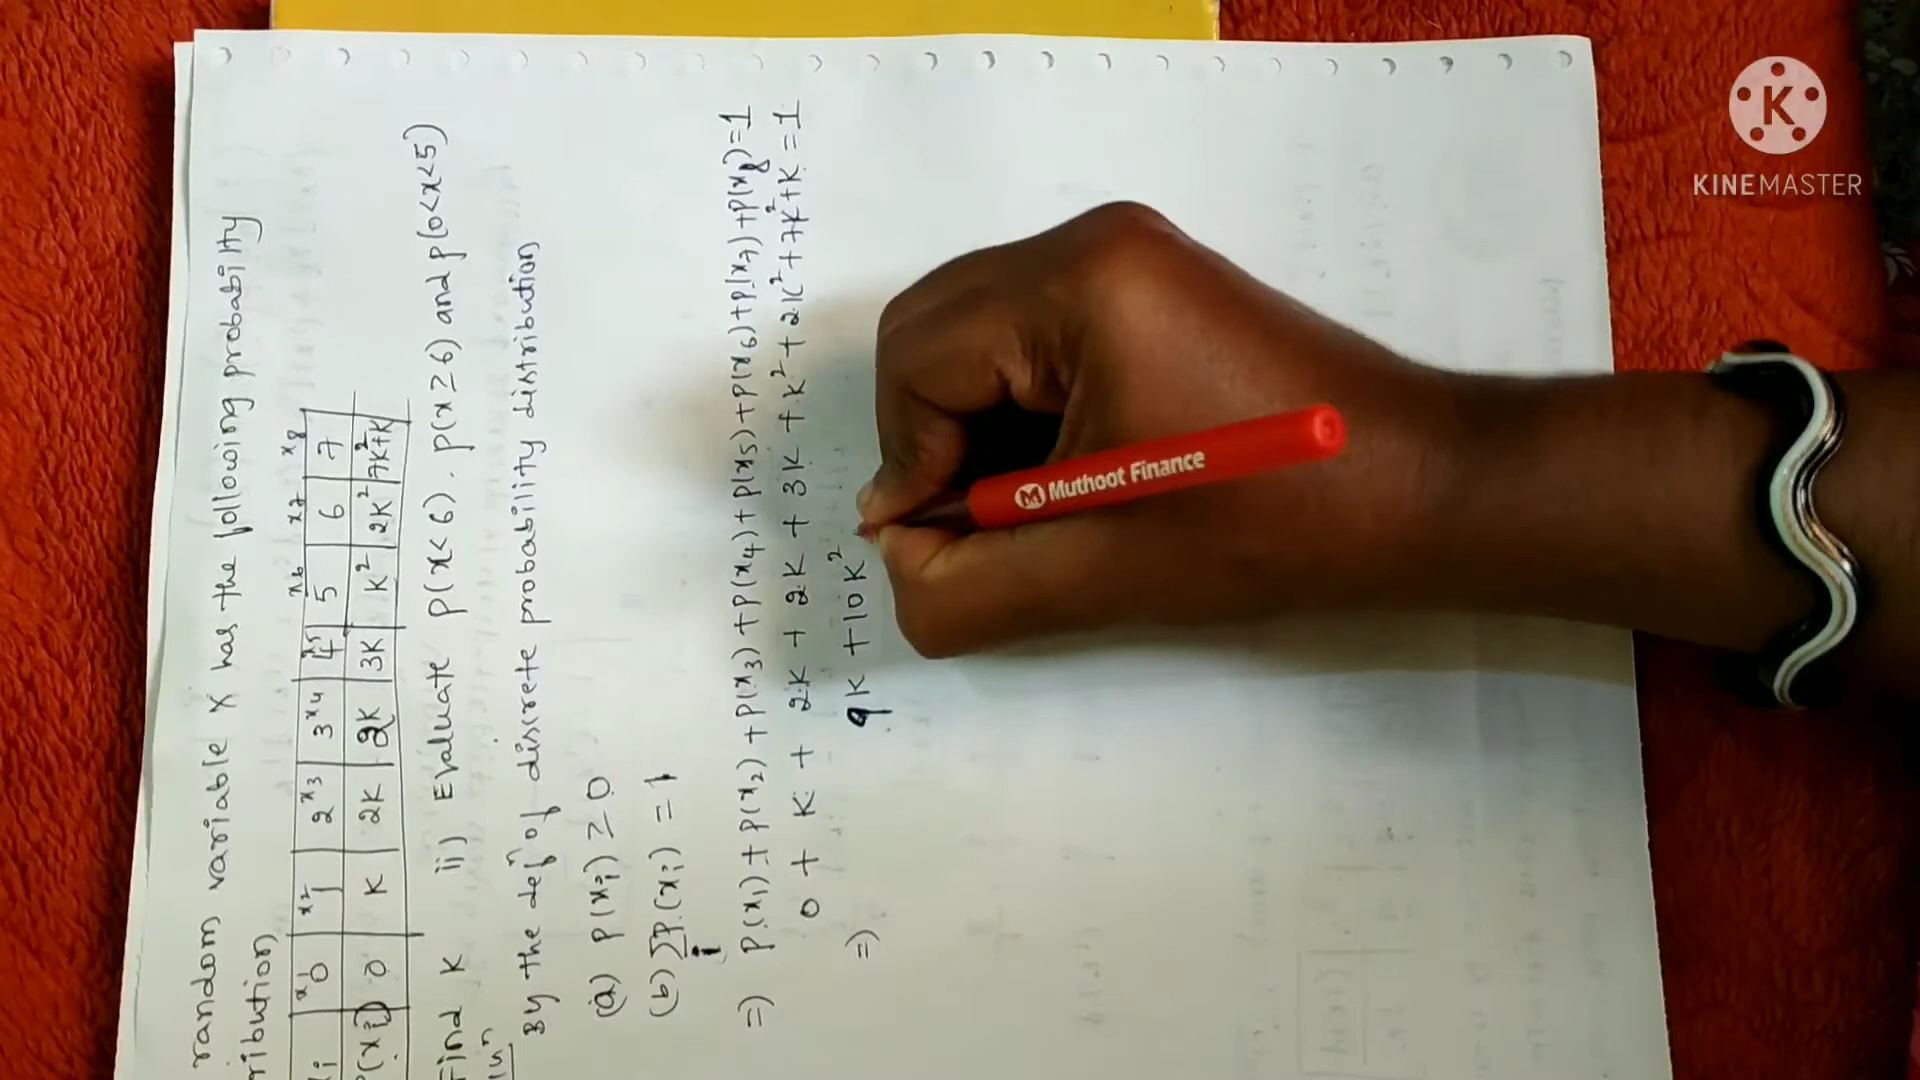 random variable X has the following probability
ribution
xi | x1 0 | x2 1 | 2 x3 | 3 x4 | x5 4 | x6 5 | x7 6 | x8 7
P(xi) | 0 | K | 2K | 2K | 3K | K² | 2K² | 7K²+K
Find K ii) Evaluate P(x<6), P(x≥6) and P(0<x<5)
By the defⁿ of discrete probability distribution
(a) P(xi) ≥ 0
(b) ∑i P(xi) = 1
=) P(x1) + P(x2) + P(x3) + P(x4) + P(x5) + P(x6) + P(x7) + P(x8) = 1
0 + K + 2K + 2K + 3K + K² + 2K² + 7K² + K = 1
=) 9K + 10K²
Muthoot Finance
K
KINEMASTER